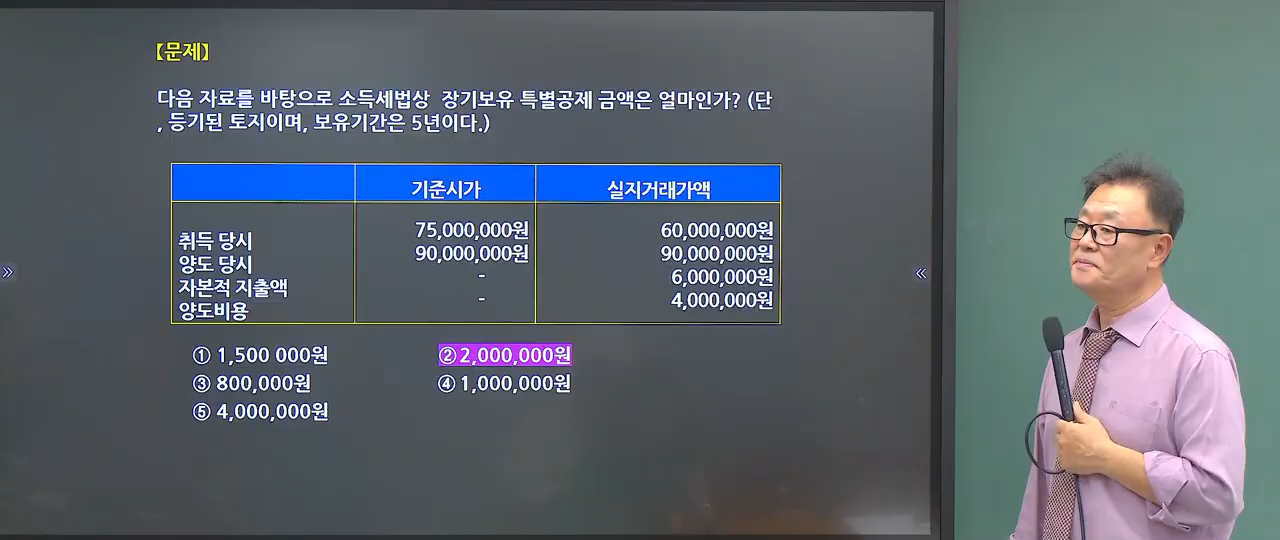 【문제】
다음 자료를 바탕으로 소득세법상 장기보유 특별공제 금액은 얼마인가? (단
, 등기된 토지이며, 보유기간은 5년이다.)
기준시가 실지거래가액
취득 당시 75,000,000원 60,000,000원
양도 당시 90,000,000원 90,000,000원
자본적 지출액 - 6,000,000원
양도비용 - 4,000,000원
① 1,500 000원 ② 2,000,000원
③ 800,000원 ④ 1,000,000원
⑤ 4,000,000원